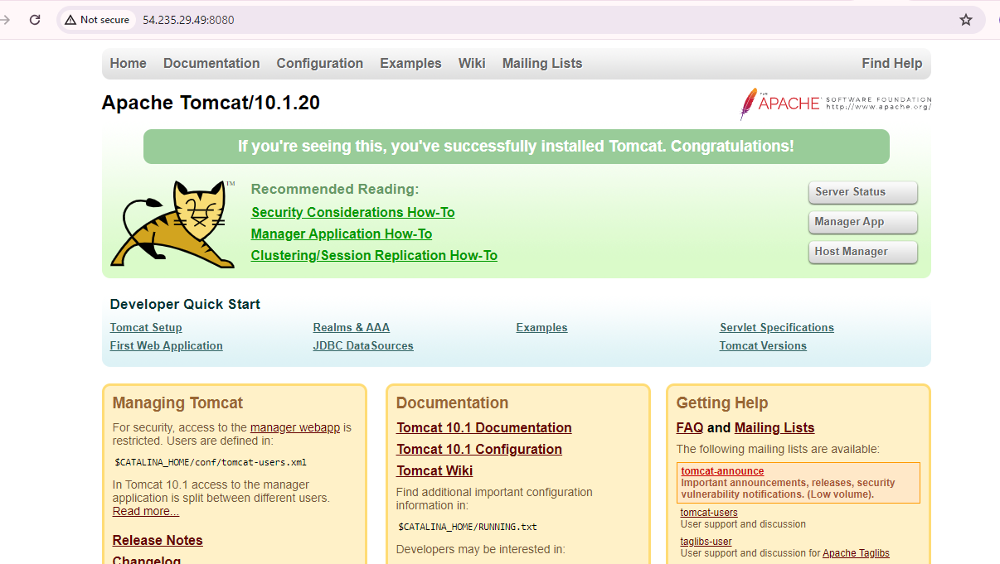 Not secure 54.235.29.49:8080
Home Documentation Configuration Examples Wiki Mailing Lists Find Help
Apache Tomcat/10.1.20
THE
APACHE SOFTWARE FOUNDATION
http://www.apache.org/
If you're seeing this, you've successfully installed Tomcat. Congratulations!
TM
Recommended Reading:
Security Considerations How-To
Manager Application How-To
Clustering/Session Replication How-To
Server Status
Manager App
Host Manager
Developer Quick Start
Tomcat Setup
First Web Application
Realms & AAA
JDBC DataSources
Examples
Servlet Specifications
Tomcat Versions
Managing Tomcat
For security, access to the manager webapp is
restricted. Users are defined in:
$CATALINA_HOME/conf/tomcat-users.xml
In Tomcat 10.1 access to the manager
application is split between different users.
Read more...
Release Notes
Changelog
Documentation
Tomcat 10.1 Documentation
Tomcat 10.1 Configuration
Tomcat Wiki
Find additional important configuration
information in:
$CATALINA_HOME/RUNNING.txt
Developers may be interested in:
Getting Help
FAQ and Mailing Lists
The following mailing lists are available:
tomcat-announce
Important announcements, releases, security
vulnerability notifications. (Low volume).
tomcat-users
User support and discussion
taglibs-user
User support and discussion for Apache Taglibs